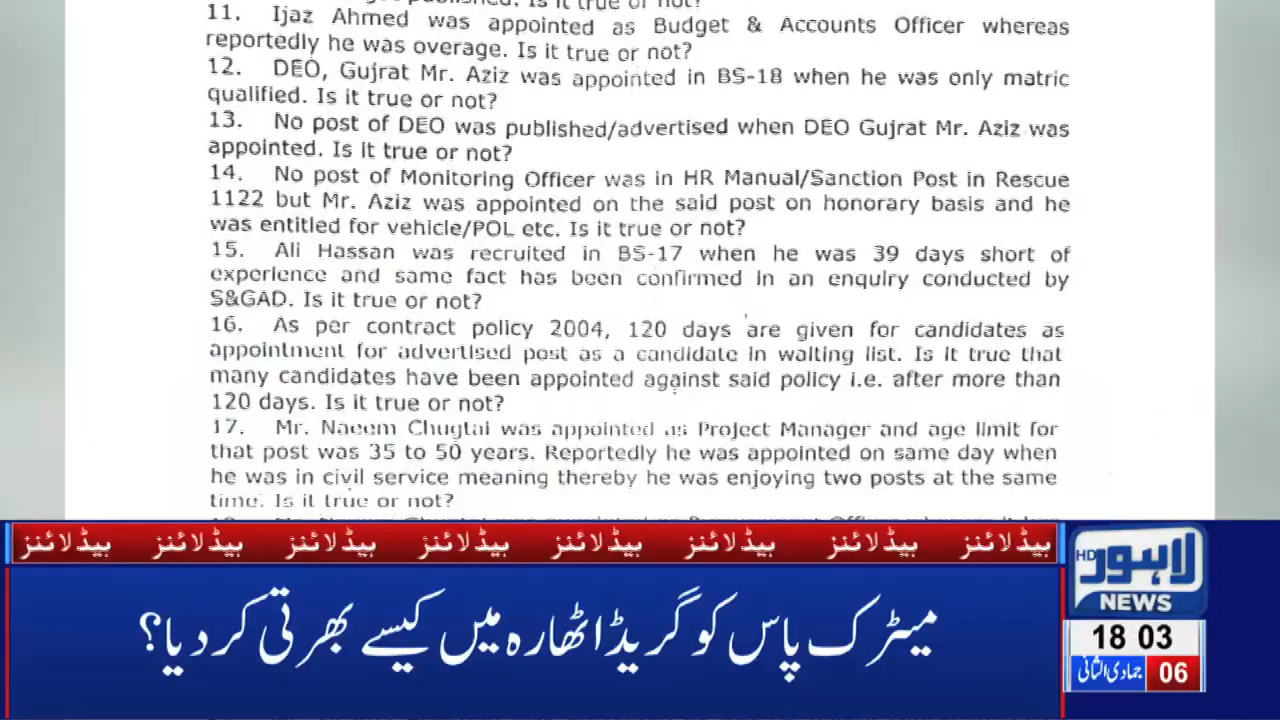 11. Ijaz Ahmed was appointed as Budget & Accounts Officer whereas
reportedly he was overage. Is it true or not?
12. DEO, Gujrat Mr. Aziz was appointed in BS-18 when he was only matric
qualified. Is it true or not?
13. No post of DEO was published/advertised when DEO Gujrat Mr. Aziz was
appointed. Is it true or not?
14. No post of Monitoring Officer was in HR Manual/Sanction Post in Rescue
1122 but Mr. Aziz was appointed on the said post on honorary basis and he
was entitled for vehicle/POL etc. Is it true or not?
15. Ali Hassan was recruited in BS-17 when he was 39 days short of
experience and same fact has been confirmed in an enquiry conducted by
S&GAD. Is it true or not?
16. As per contract policy 2004, 120 days are given for candidates as
appointment for advertised post as a candidate in waiting list. Is it true that
many candidates have been appointed against said policy i.e. after more than
120 days. Is it true or not?
17. Mr. Naeem Chugtai was appointed as Project Manager and age limit for
that post was 35 to 50 years. Reportedly he was appointed on same day when
he was in civil service meaning thereby he was enjoying two posts at the same
time. Is it true or not?
ہیڈلائنز ہیڈلائنز ہیڈلائنز ہیڈلائنز ہیڈلائنز ہیڈلائنز ہیڈلائنز ہیڈلائنز
میٹرک پاس کو گریڈ اٹھارہ میں کیسے بھرتی کر دیا؟
HD لاہور
NEWS
18 03
06 جمادی الثانی